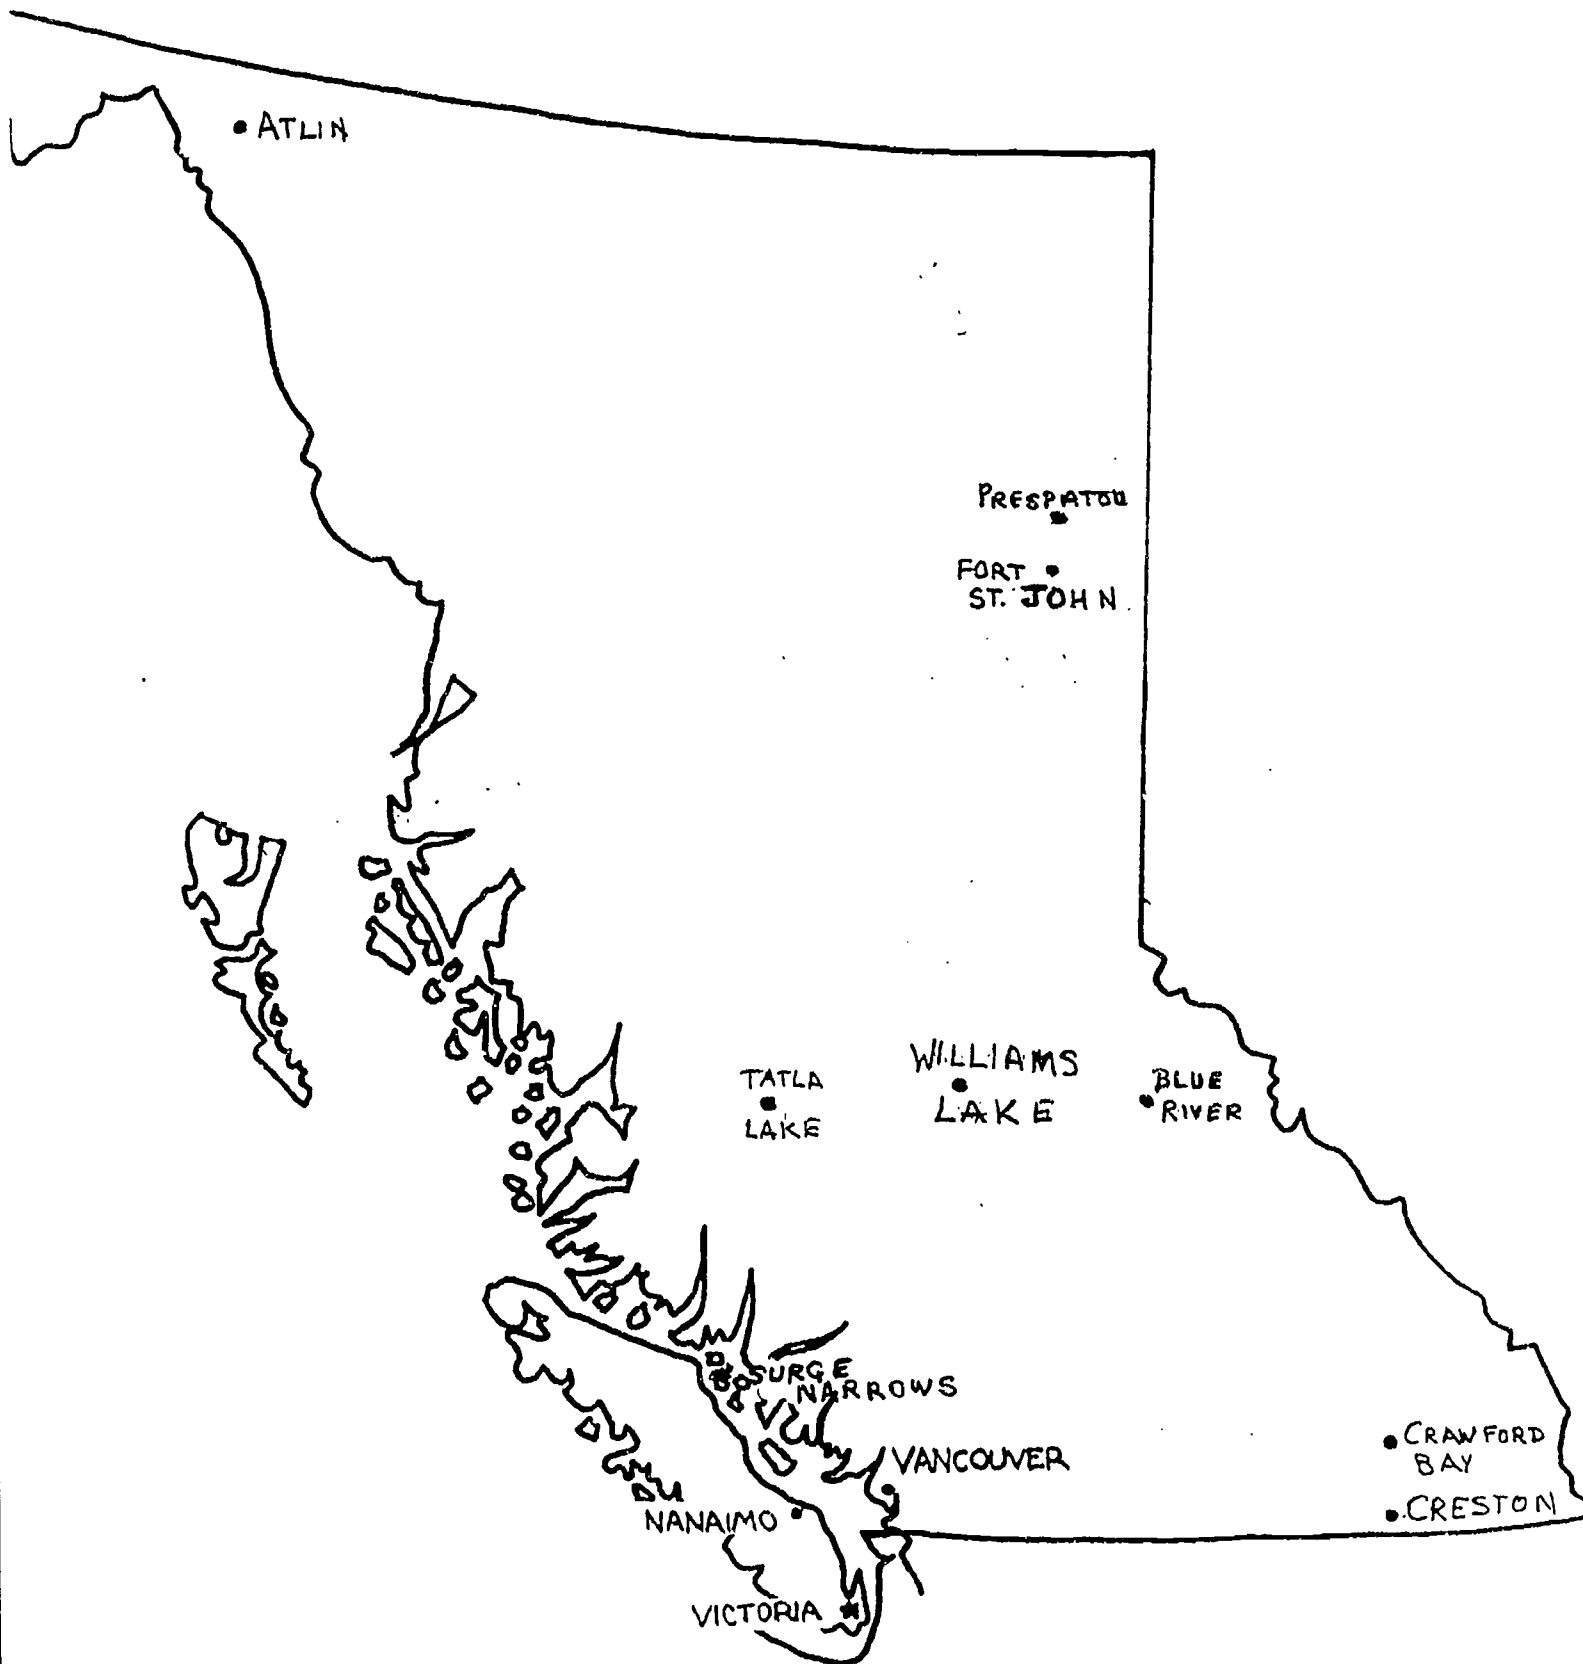 ATLIN
PRESPATOU
FORT
ST. JOHN
TATLA
LAKE
WILLIAMS
LAKE
BLUE
RIVER
SURGE
NARROWS
VANCOUVER
CRAWFORD
BAY
NANAIMO
CRESTON
VICTORIA